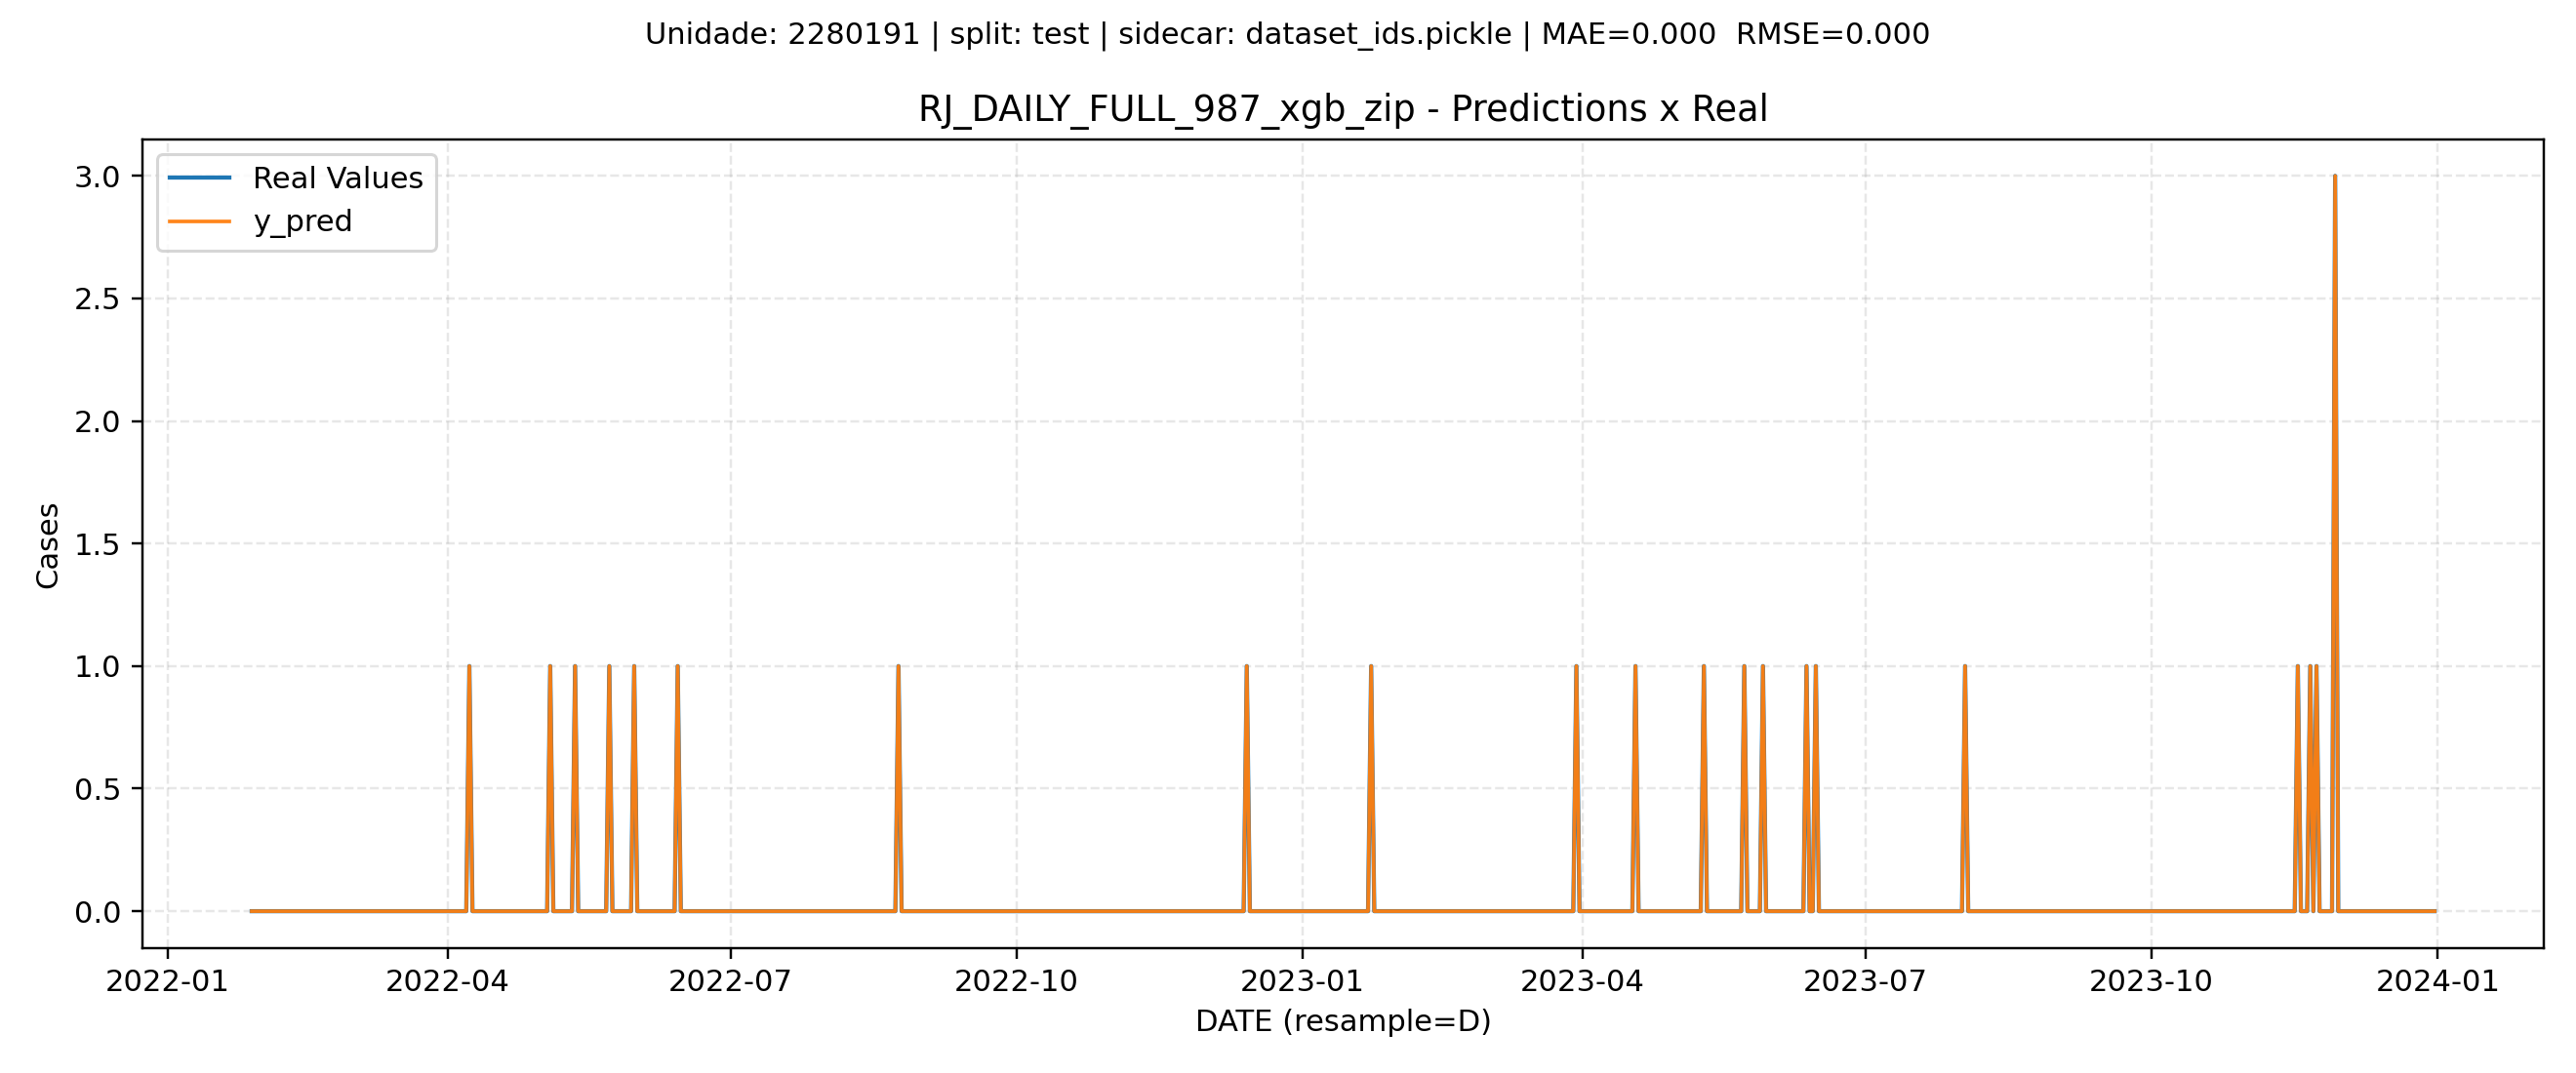 Unidade: 2280191 | split: test | sidecar: dataset_ids.pickle | MAE=0.000  RMSE=0.000
RJ_DAILY_FULL_987_xgb_zip - Predictions x Real
Real Values
y_pred
3.0
2.5
2.0
1.5
1.0
0.5
0.0
Cases
2022-01
2022-04
2022-07
2022-10
2023-01
2023-04
2023-07
2023-10
2024-01
DATE (resample=D)